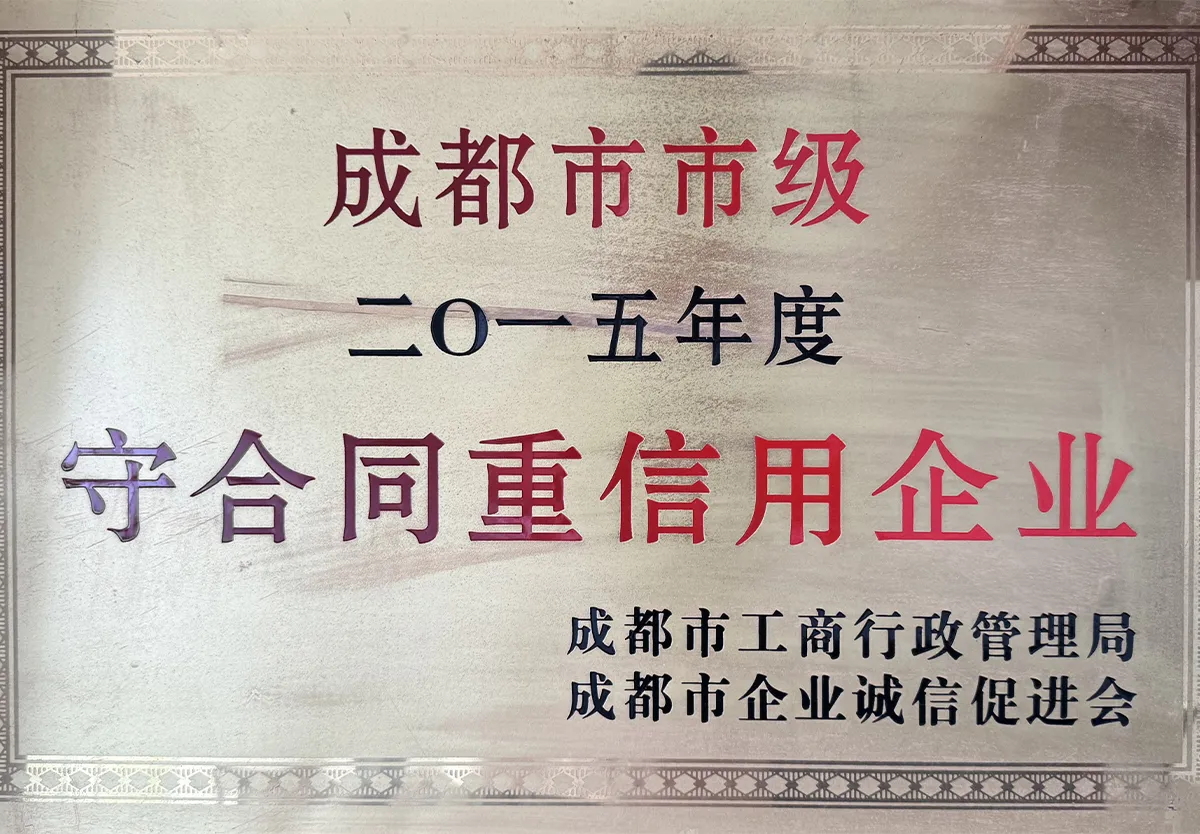 成都市市级
二O一五年度
守合同重信用企业
成都市工商行政管理局
成都市企业诚信促进会